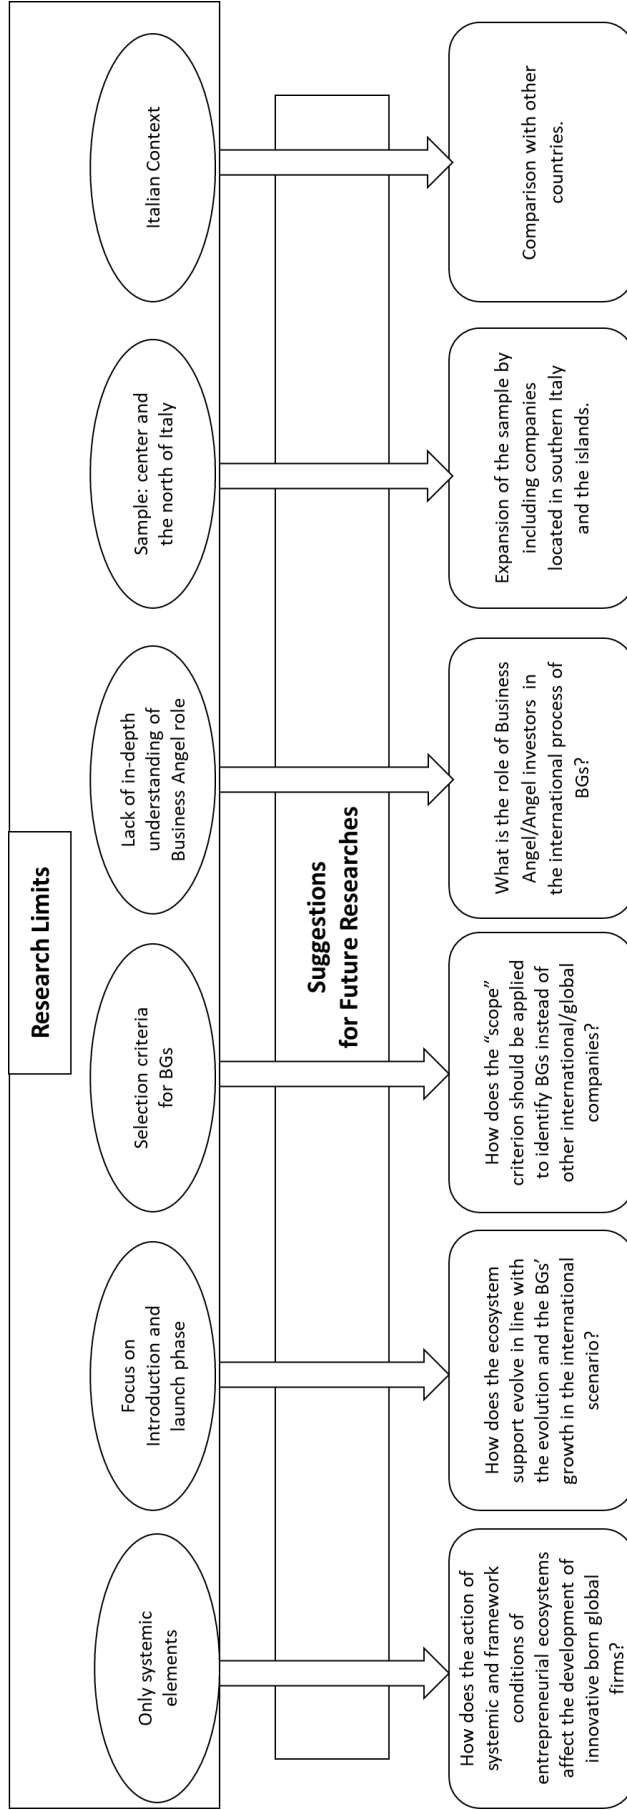 Research Limits
Only systemic
elements
Focus on
Introduction and
launch phase
Selection criteria
for BGs
Lack of in-depth
understanding of
Business Angel role
Sample: center and
the north of Italy
Italian Context
Suggestions
for Future Researches
How does the action of
systemic and framework
conditions of
entrepreneurial ecosystems
affect the development of
innovative born global
firms?
How does the ecosystem
support evolve in line with
the evolution and the BGs’
growth in the international
scenario?
How does the “scope”
criterion should be applied
to identify BGs instead of
other international/global
companies?
What is the role of Business
Angel/Angel investors in
the international process of
BGs?
Expansion of the sample by
including companies
located in southern Italy
and the islands.
Comparison with other
countries.